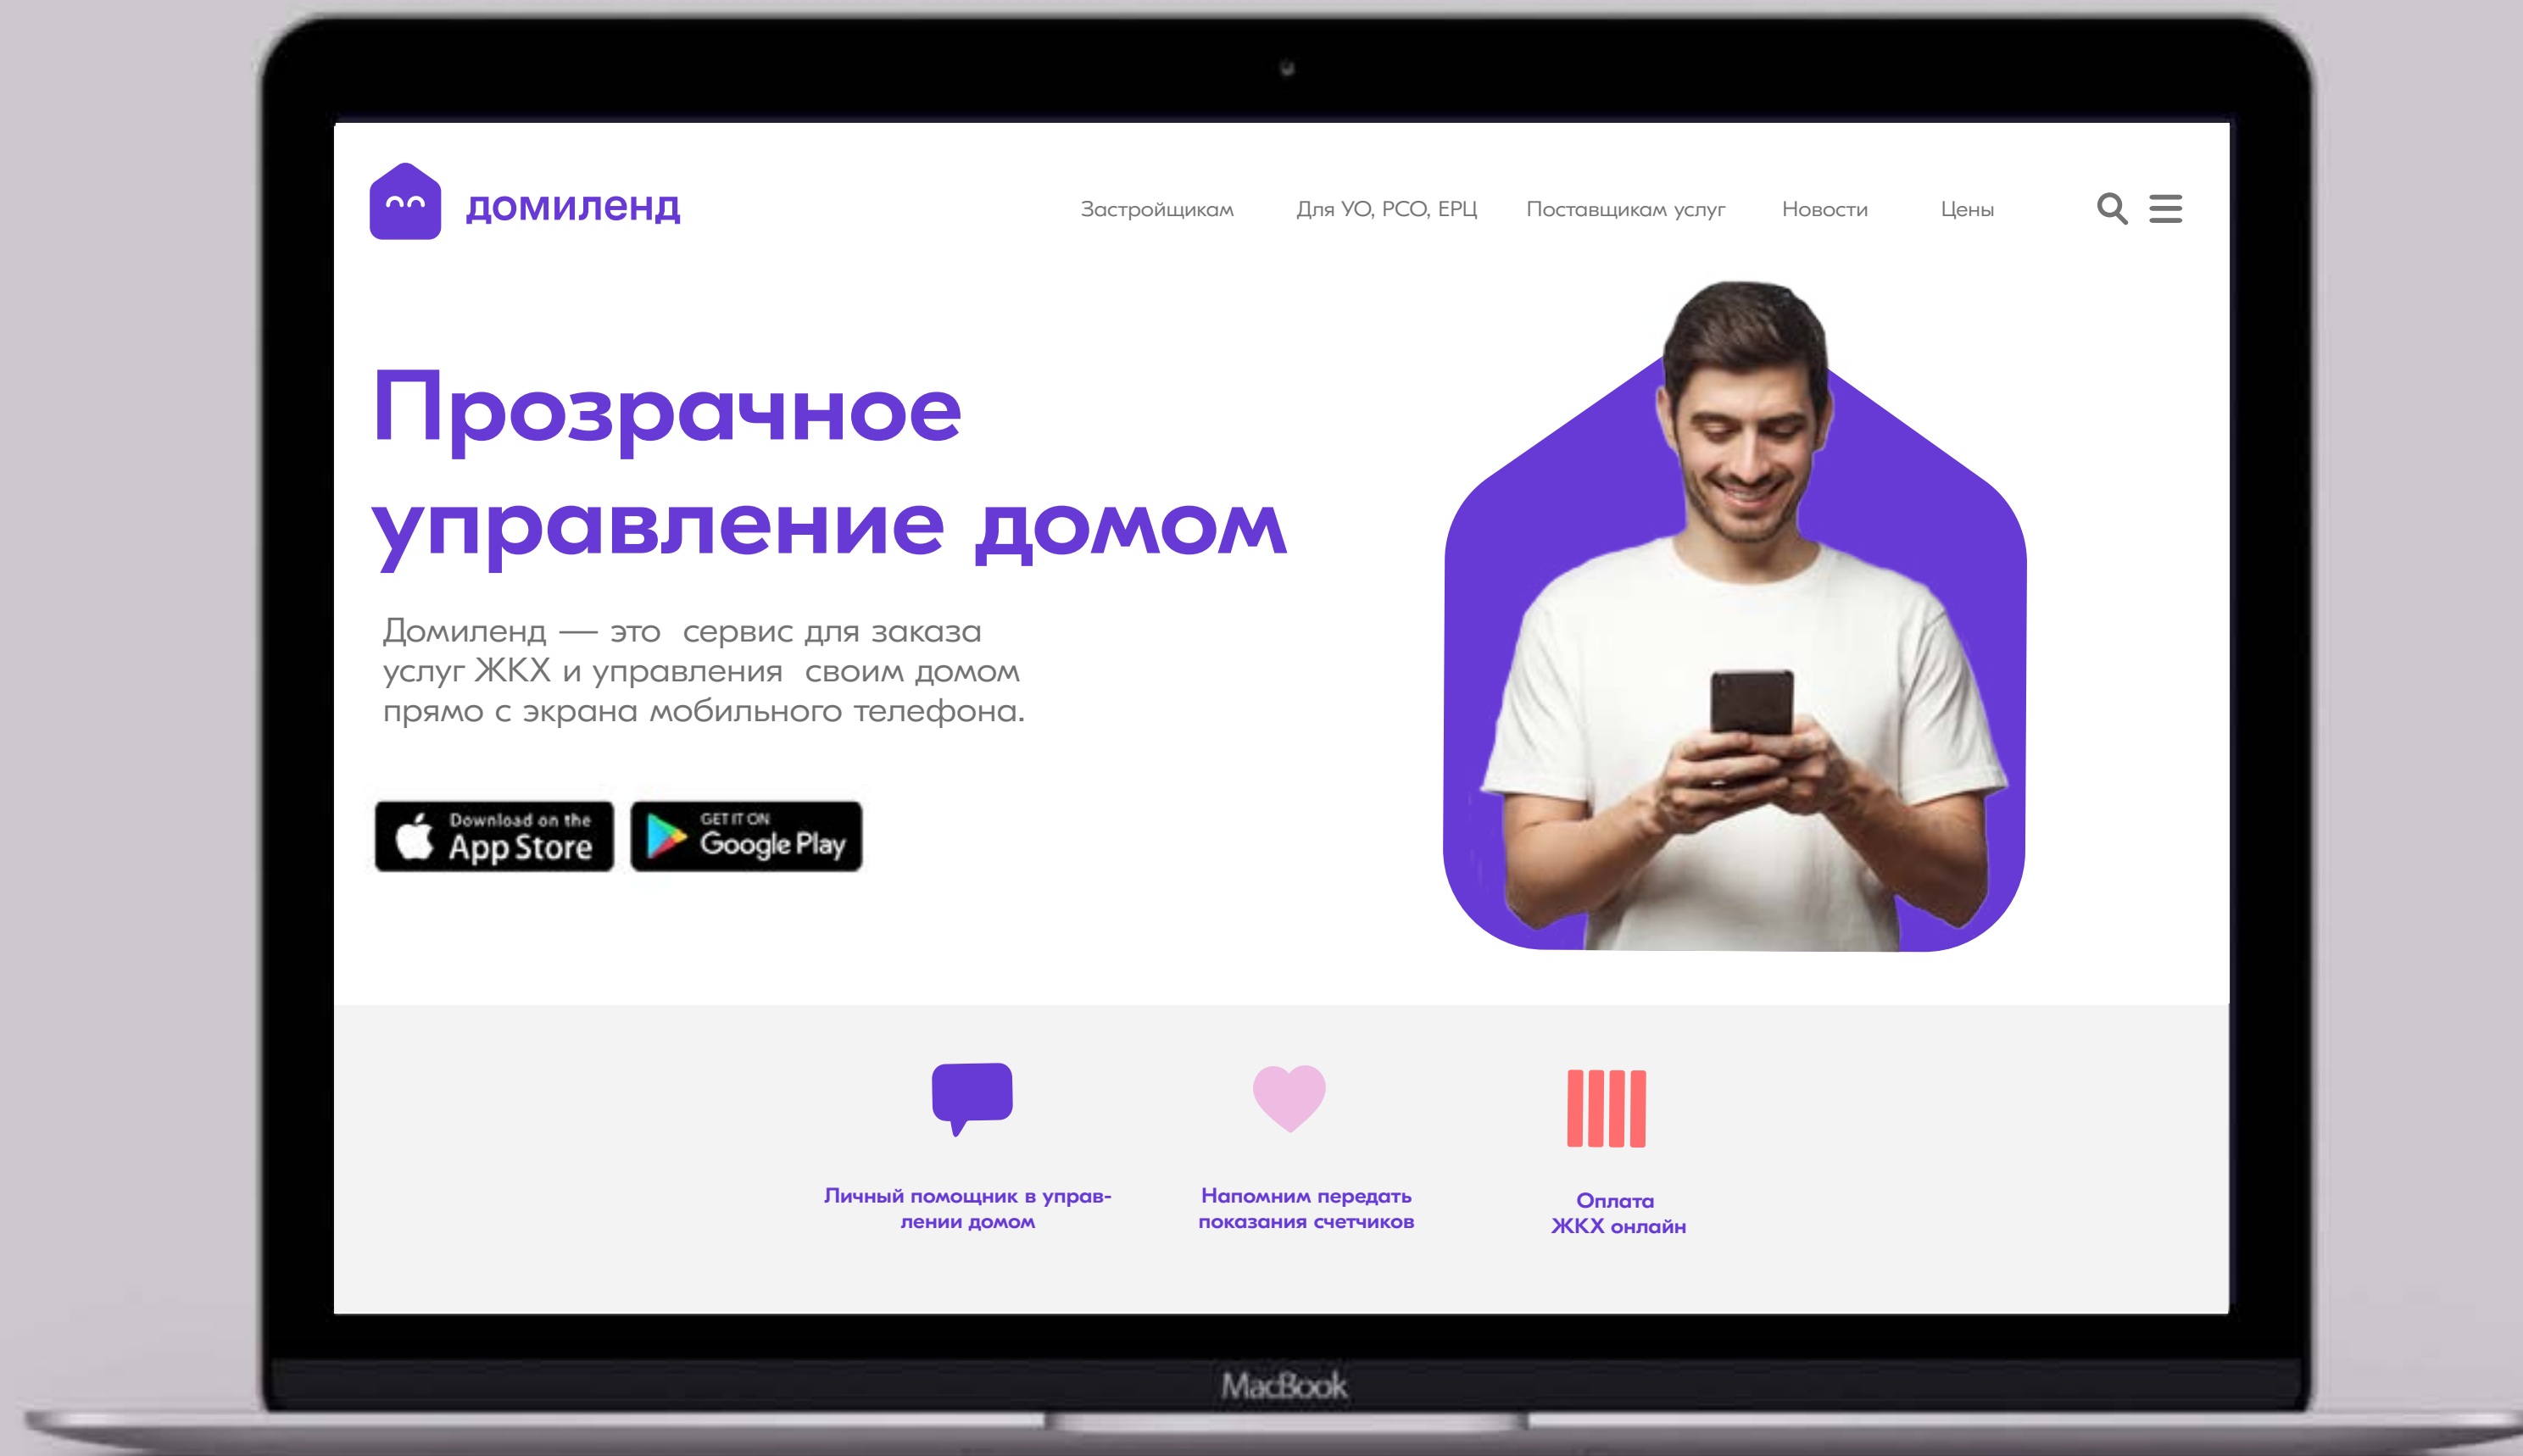 домиленд
Застройщикам
Для УО, РСО, ЕРЦ
Поставщикам услуг
Новости
Цены
Прозрачное
управление домом
Домиленд — это сервис для заказа
услуг ЖКХ и управления своим домом
прямо с экрана мобильного телефона.
Download on the
App Store
GET IT ON
Google Play
Личный помощник в управ-
лении домом
Напомним передать
показания счетчиков
Оплата
ЖКХ онлайн
MacBook